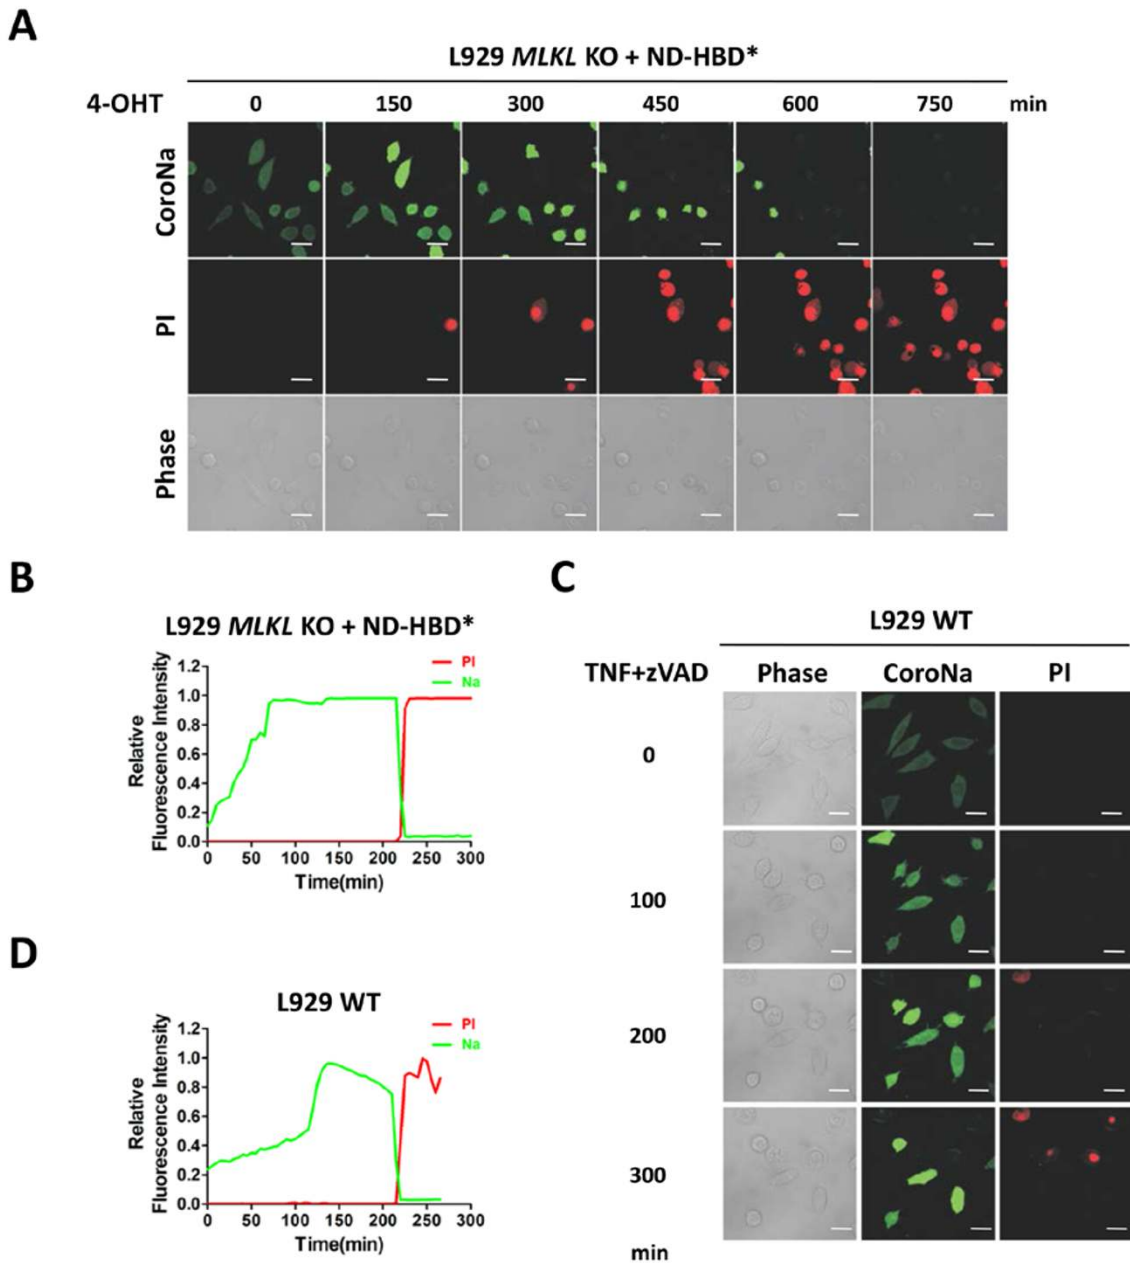 A
L929 MLKL KO + ND-HBD*
4-OHT 0 150 300 450 600 750 min
CoroNa
PI
Phase
B
L929 MLKL KO + ND-HBD*
PI
Na
Relative
Fluorescence Intensity
1.2
1.0
0.8
0.6
0.4
0.2
0.0
0 50 100 150 200 250 300
Time(min)
C
L929 WT
TNF+zVAD Phase CoroNa PI
0
100
200
300
min
D
L929 WT
PI
Na
Relative
Fluorescence Intensity
1.2
1.0
0.8
0.6
0.4
0.2
0.0
0 50 100 150 200 250 300
Time(min)